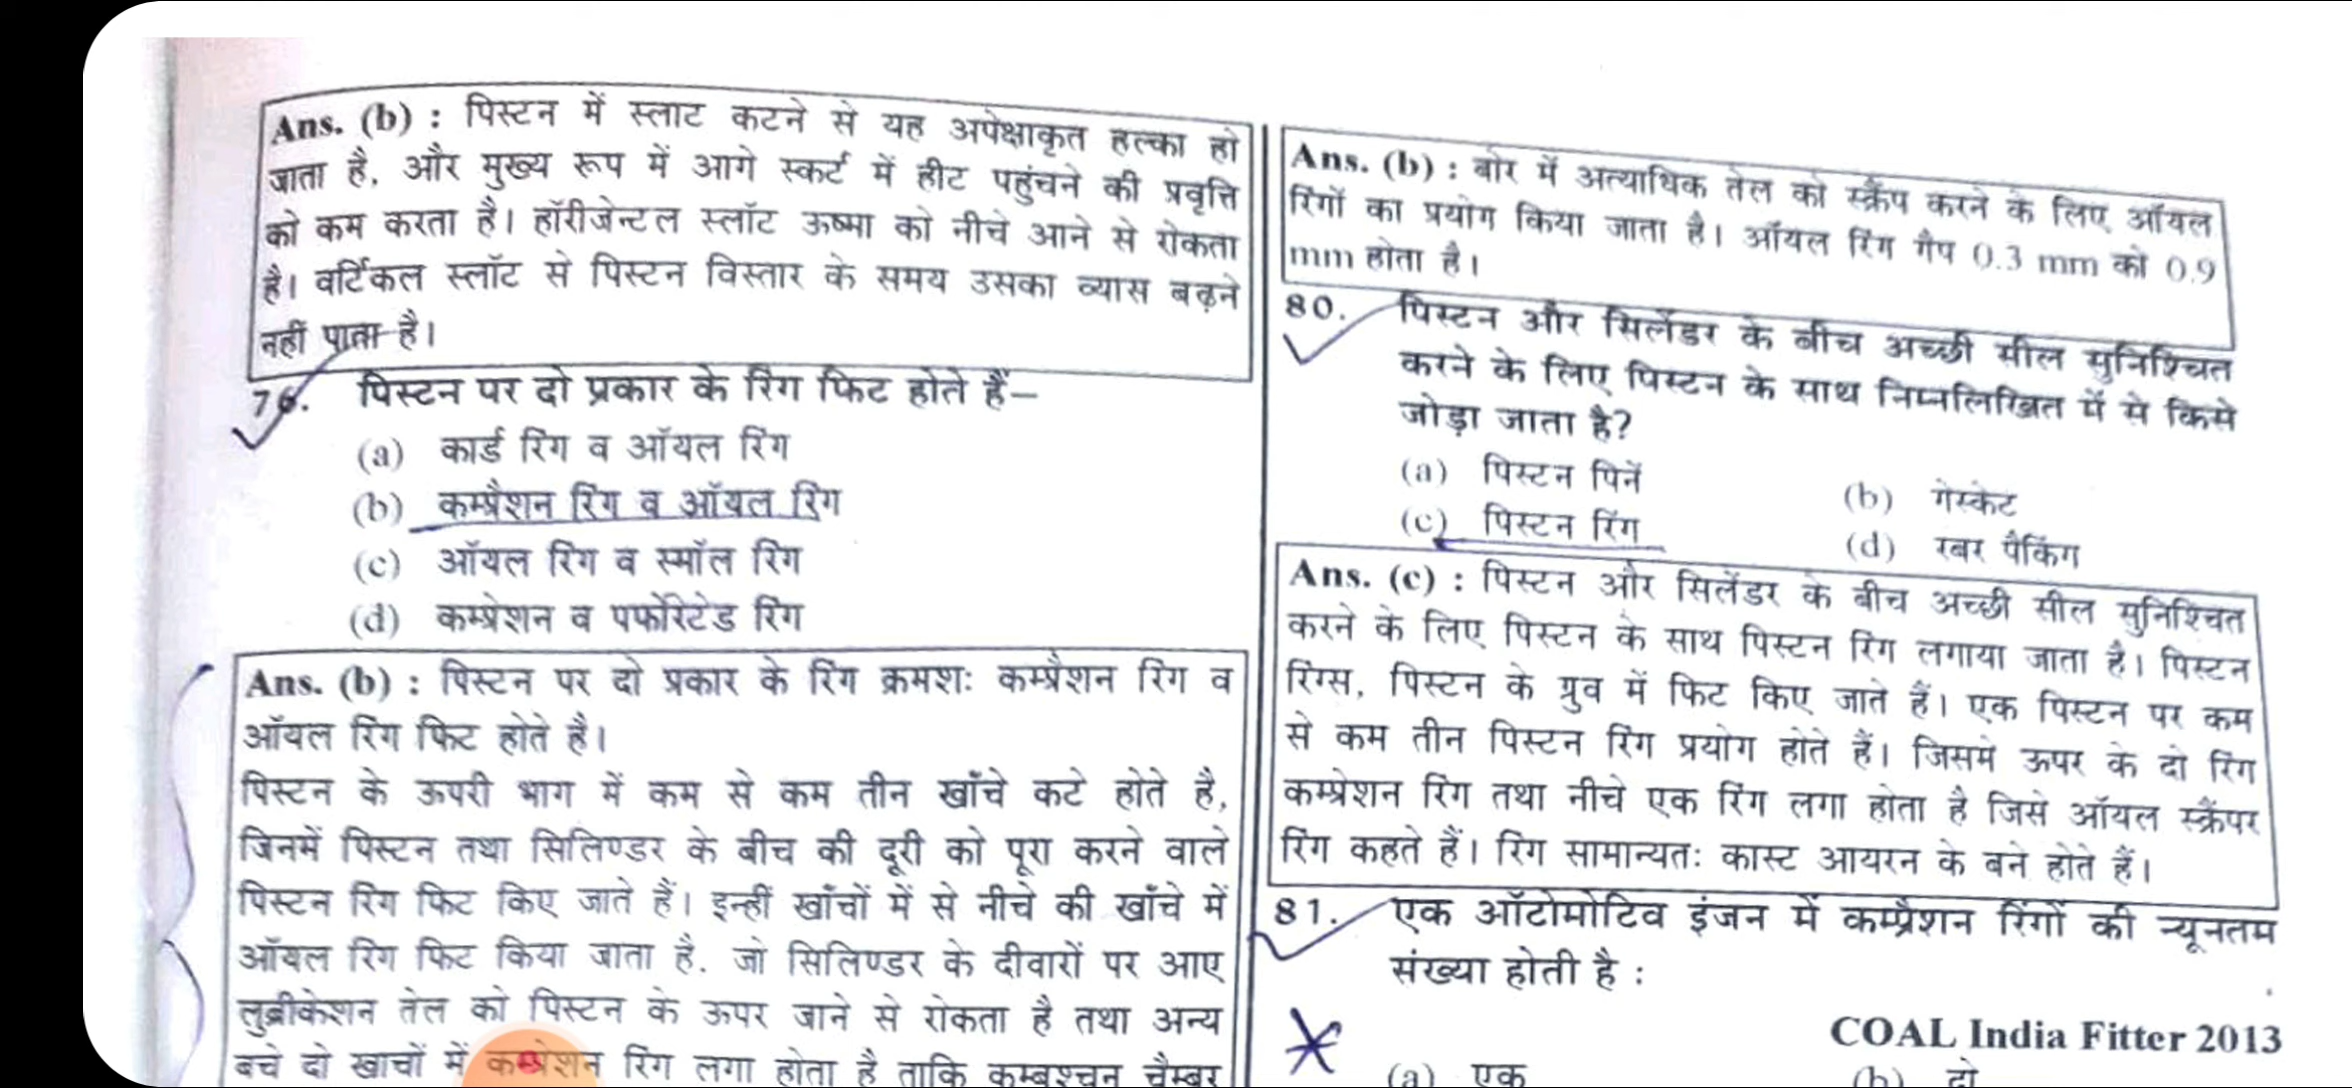 Ans. (b) : पिस्टन में स्लाट कटने से यह अपेक्षाकृत हल्का हो
जाता है, और मुख्य रूप में आगे स्कर्ट में हीट पहुंचने की प्रवृत्ति
को कम करता है। हॉरीजेन्टल स्लॉट ऊष्मा को नीचे आने से रोकता
है। वर्टिकल स्लॉट से पिस्टन विस्तार के समय उसका व्यास बढ़ने
नहीं पाता है।
76. पिस्टन पर दो प्रकार के रिंग फिट होते हैं–
(a) कार्ड रिंग व ऑयल रिंग
(b) कम्प्रैशन रिंग व ऑयल रिंग
(c) ऑयल रिंग व स्मॉल रिंग
(d) कम्प्रेशन व पर्फोरेटेड रिंग
Ans. (b) : पिस्टन पर दो प्रकार के रिंग क्रमशः कम्प्रैशन रिंग व
ऑयल रिंग फिट होते है।
पिस्टन के ऊपरी भाग में कम से कम तीन खाँचे कटे होते है,
जिनमें पिस्टन तथा सिलिण्डर के बीच की दूरी को पूरा करने वाले
पिस्टन रिंग फिट किए जाते हैं। इन्हीं खाँचों में से नीचे की खाँचे में
ऑयल रिंग फिट किया जाता है. जो सिलिण्डर के दीवारों पर आए
लुब्रीकेशन तेल को पिस्टन के ऊपर जाने से रोकता है तथा अन्य
बचे दो खाचों में कम्प्रेशन रिंग लगा होता है ताकि कम्बश्चन चैम्बर
Ans. (b) : बोर में अत्याधिक तेल को स्क्रैप करने के लिए ऑयल
रिंगों का प्रयोग किया जाता है। ऑयल रिंग गैप 0.3 mm को 0.9
mm होता है।
80. पिस्टन और सिलेंडर के बीच अच्छी सील सुनिश्चित
करने के लिए पिस्टन के साथ निम्नलिखित में से किसे
जोड़ा जाता है?
(a) पिस्टन पिनें (b) गेस्केट
(c) पिस्टन रिंग (d) रबर पैकिंग
Ans. (c) : पिस्टन और सिलेंडर के बीच अच्छी सील सुनिश्चित
करने के लिए पिस्टन के साथ पिस्टन रिंग लगाया जाता है। पिस्टन
रिंग्स, पिस्टन के ग्रुव में फिट किए जाते हैं। एक पिस्टन पर कम
से कम तीन पिस्टन रिंग प्रयोग होते हैं। जिसमे ऊपर के दो रिंग
कम्प्रेशन रिंग तथा नीचे एक रिंग लगा होता है जिसे ऑयल स्क्रैपर
रिंग कहते हैं। रिंग सामान्यतः कास्ट आयरन के बने होते हैं।
81. एक ऑटोमोटिव इंजन में कम्प्रैशन रिंगों की न्यूनतम
संख्या होती है :
COAL India Fitter 2013
(a) एक (b) दो